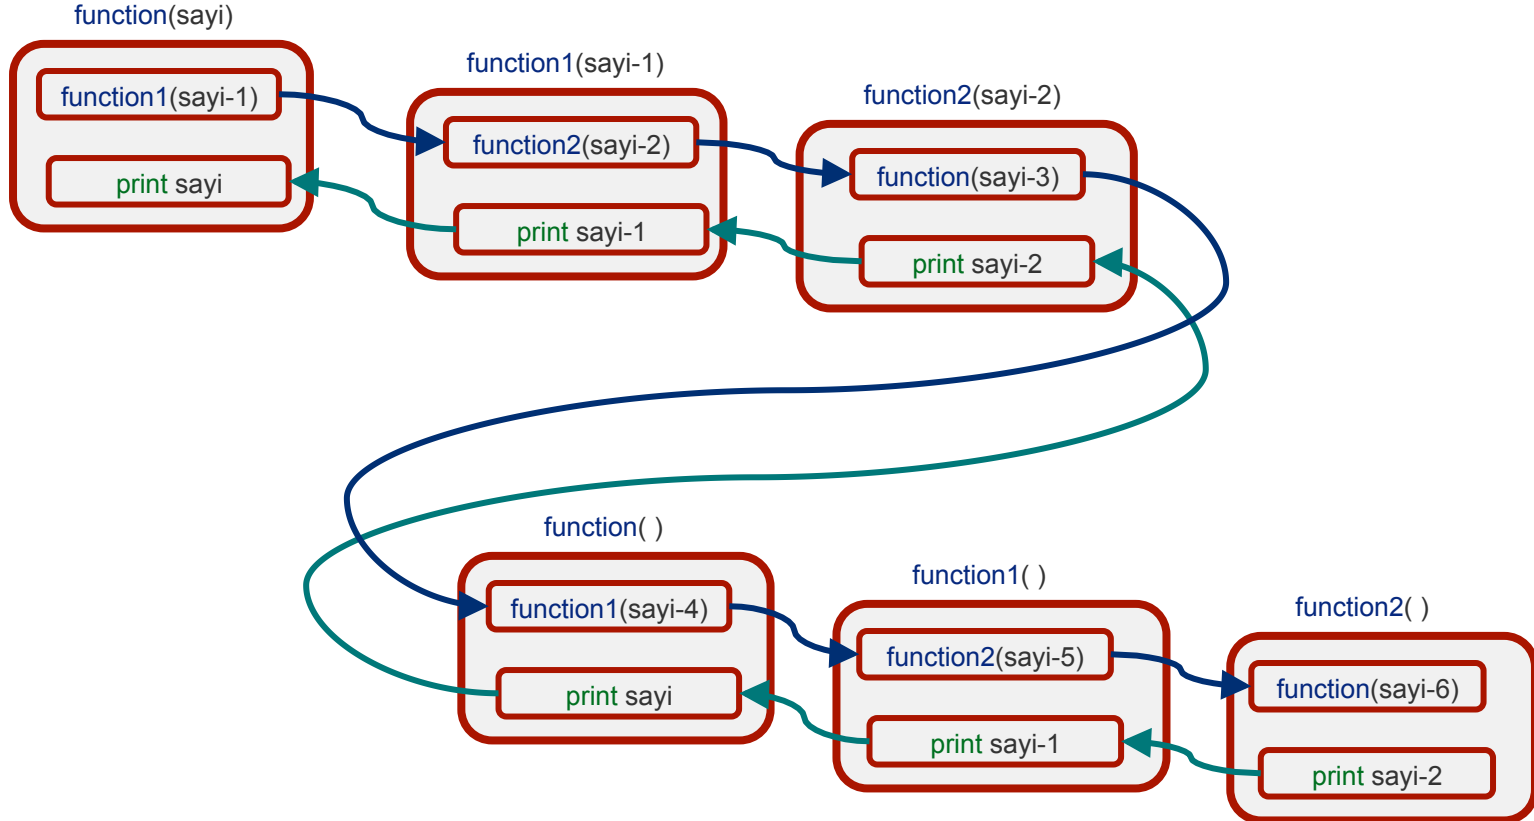 function(sayi)
function1(sayi-1)
print sayi
function1(sayi-1)
function2(sayi-2)
print sayi-1
function2(sayi-2)
function(sayi-3)
print sayi-2
function( )
function1(sayi-4)
print sayi
function1( )
function2(sayi-5)
print sayi-1
function2( )
function(sayi-6)
print sayi-2